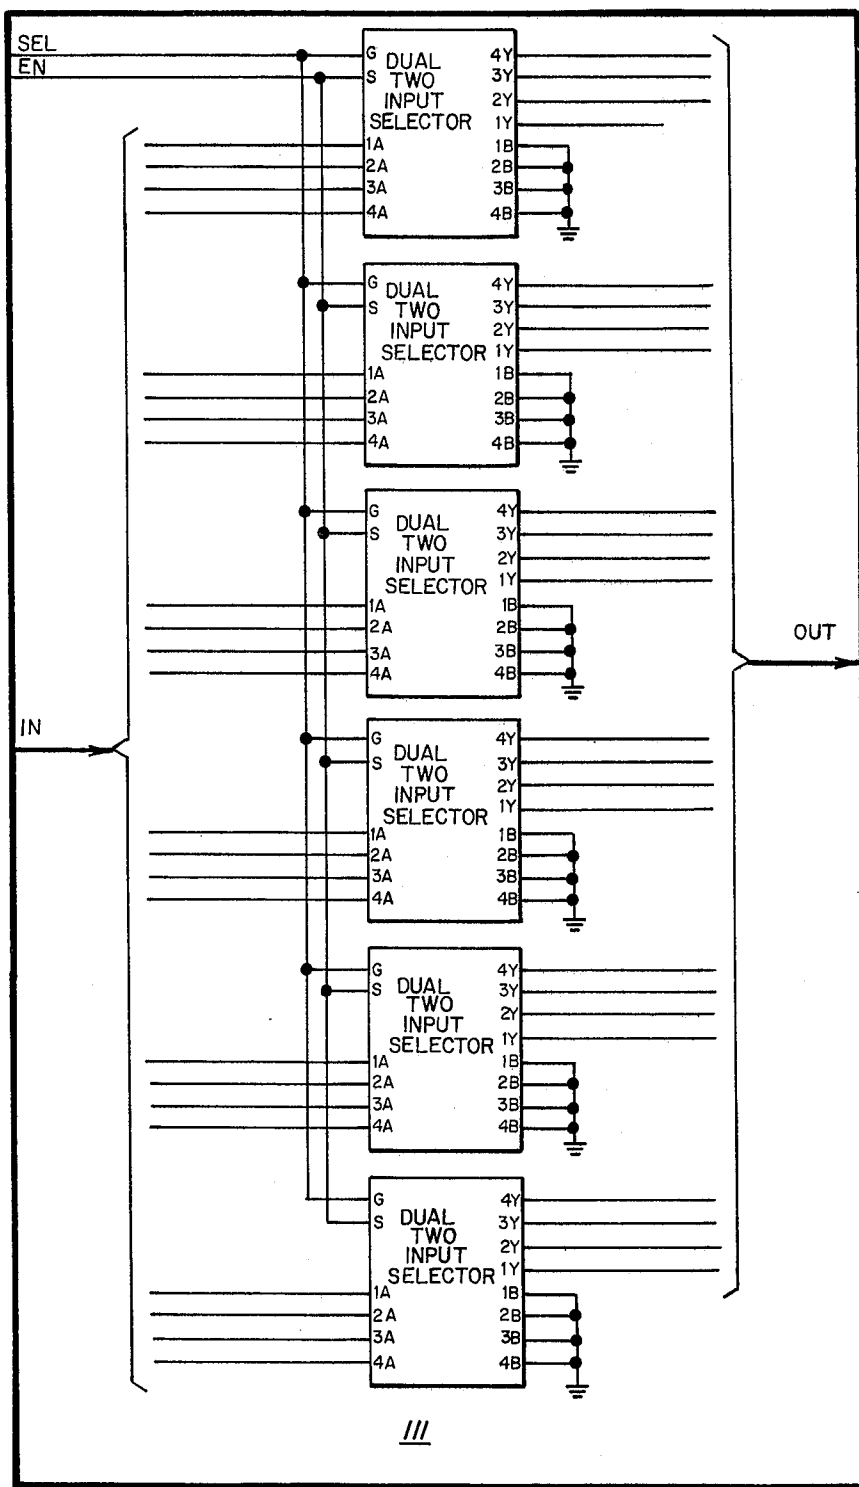 SEL
EN
IN
OUT
G
S
DUAL
TWO
INPUT
SELECTOR
1A
2A
3A
4A
4Y
3Y
2Y
1Y
1B
2B
3B
4B
G
S
DUAL
TWO
INPUT
SELECTOR
1A
2A
3A
4A
4Y
3Y
2Y
1Y
1B
2B
3B
4B
G
S
DUAL
TWO
INPUT
SELECTOR
1A
2A
3A
4A
4Y
3Y
2Y
1Y
1B
2B
3B
4B
G
S
DUAL
TWO
INPUT
SELECTOR
1A
2A
3A
4A
4Y
3Y
2Y
1Y
1B
2B
3B
4B
G
S
DUAL
TWO
INPUT
SELECTOR
1A
2A
3A
4A
4Y
3Y
2Y
1Y
1B
2B
3B
4B
G
S
DUAL
TWO
INPUT
SELECTOR
1A
2A
3A
4A
4Y
3Y
2Y
1Y
1B
2B
3B
4B
111